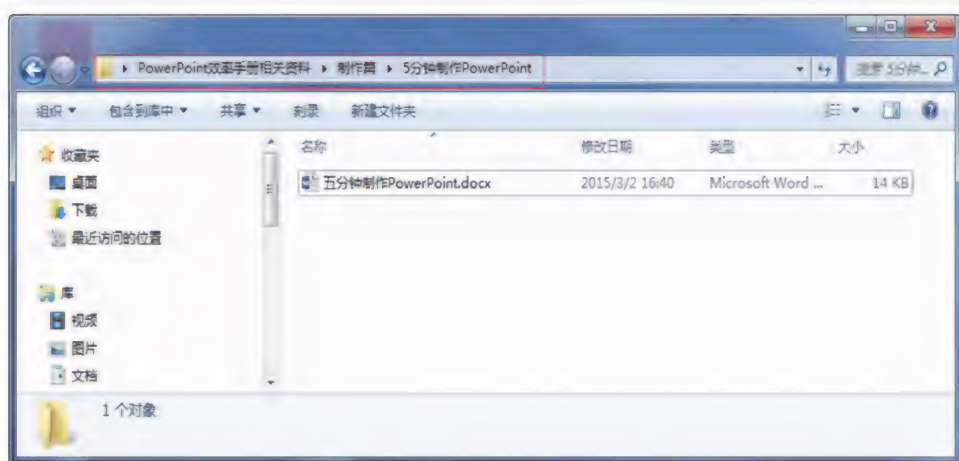 PowerPoint效率手册相关资料 ▸ 制作篇 ▸ 5分钟制作PowerPoint 搜索 5分钟...
组织 包含到库中 共享 刻录 新建文件夹
收藏夹 名称 修改日期 类型 大小
桌面 五分钟制作PowerPoint.docx 2015/3/2 16:40 Microsoft Word ... 14 KB
下载
最近访问的位置
库
视频
图片
文档
1 个对象